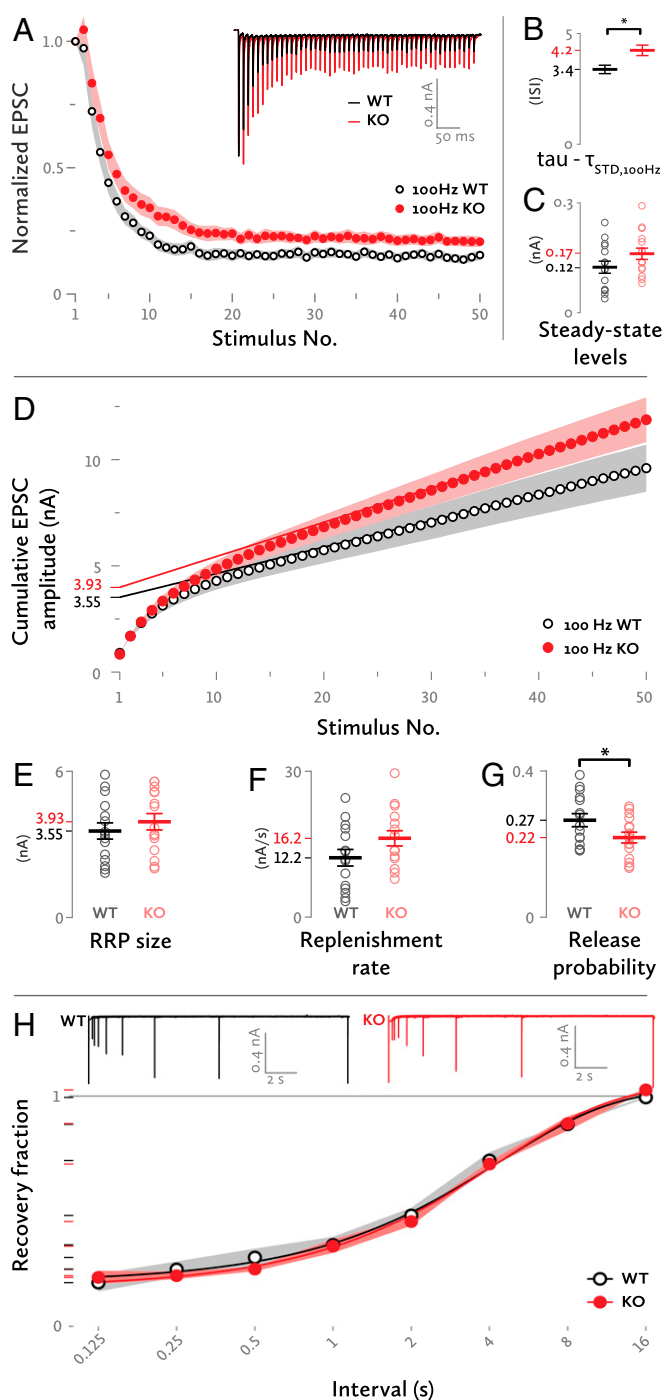 A
Normalized EPSC
1.0
0.5
0
WT
KO
0.4 nA
50 ms
100Hz WT
100Hz KO
1 10 20 30 40 50
Stimulus No.
B
*
(ISI)
5
4.2
3.4
0
tau - τSTD,100Hz
C
(nA)
0.3
0.17
0.12
0
Steady-state
levels
D
Cumulative EPSC
amplitude (nA)
10
5
3.93
3.55
0
100 Hz WT
100 Hz KO
1 10 20 30 40 50
Stimulus No.
E
6
3.93
3.55
(nA)
0
WT KO
RRP size
F
30
(nA/s)
16.2
12.2
0
WT KO
Replenishment
rate
G
*
0.4
0.27
0.22
0
WT KO
Release
probability
H
WT
0.4 nA
2 s
KO
0.4 nA
2 s
Recovery fraction
1
0
WT
KO
0.125 0.25 0.5 1 2 4 8 16
Interval (s)